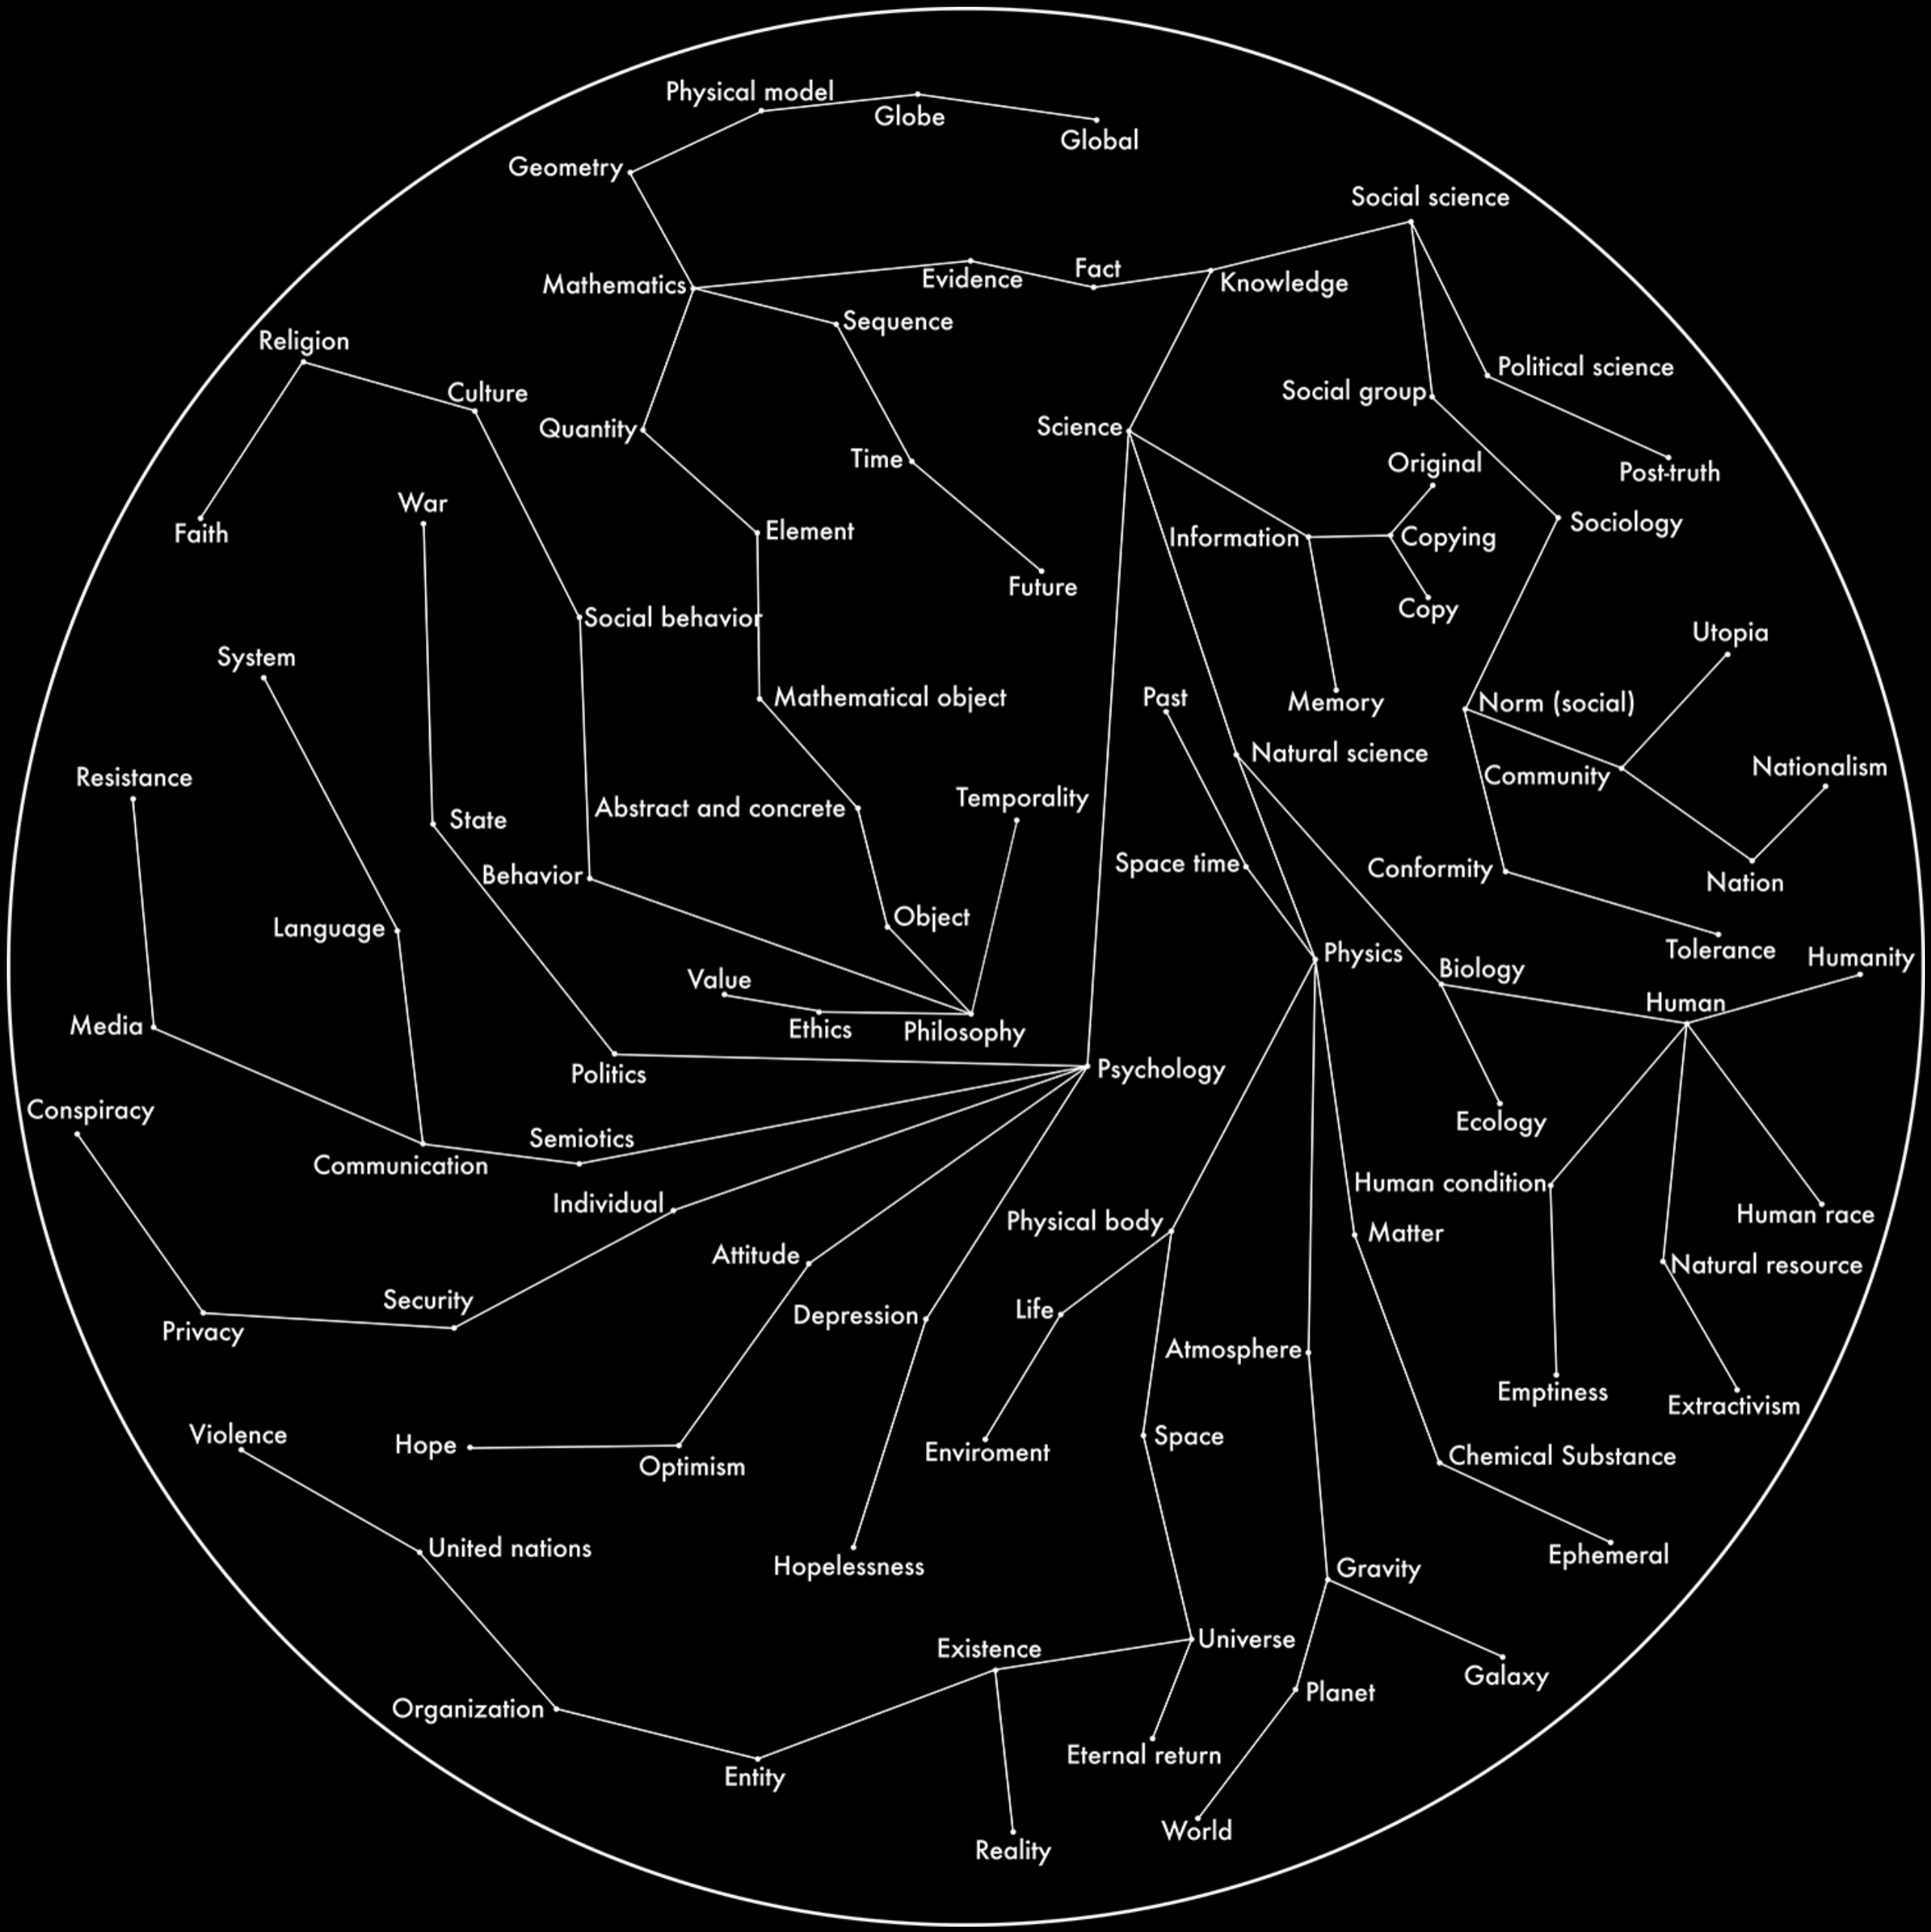 Physical model
Globe
Global
Geometry
Social science
Mathematics
Evidence
Fact
Knowledge
Sequence
Religion
Culture
Political science
Social group
Quantity
Science
Time
Original
Post-truth
War
Faith
Element
Information
Copying
Sociology
Future
Copy
Social behavior
Utopia
System
Mathematical object
Past
Memory
Norm (social)
Natural science
Resistance
Community
Nationalism
Temporality
Abstract and concrete
State
Space time
Behavior
Conformity
Nation
Object
Language
Physics
Tolerance
Humanity
Biology
Value
Human
Media
Ethics
Philosophy
Politics
Psychology
Conspiracy
Ecology
Semiotics
Communication
Human condition
Individual
Human race
Physical body
Matter
Attitude
Natural resource
Security
Life
Depression
Privacy
Atmosphere
Emptiness
Extractivism
Violence
Hope
Space
Enviroment
Optimism
Chemical Substance
United nations
Ephemeral
Hopelessness
Gravity
Existence
Universe
Galaxy
Planet
Organization
Eternal return
Entity
World
Reality